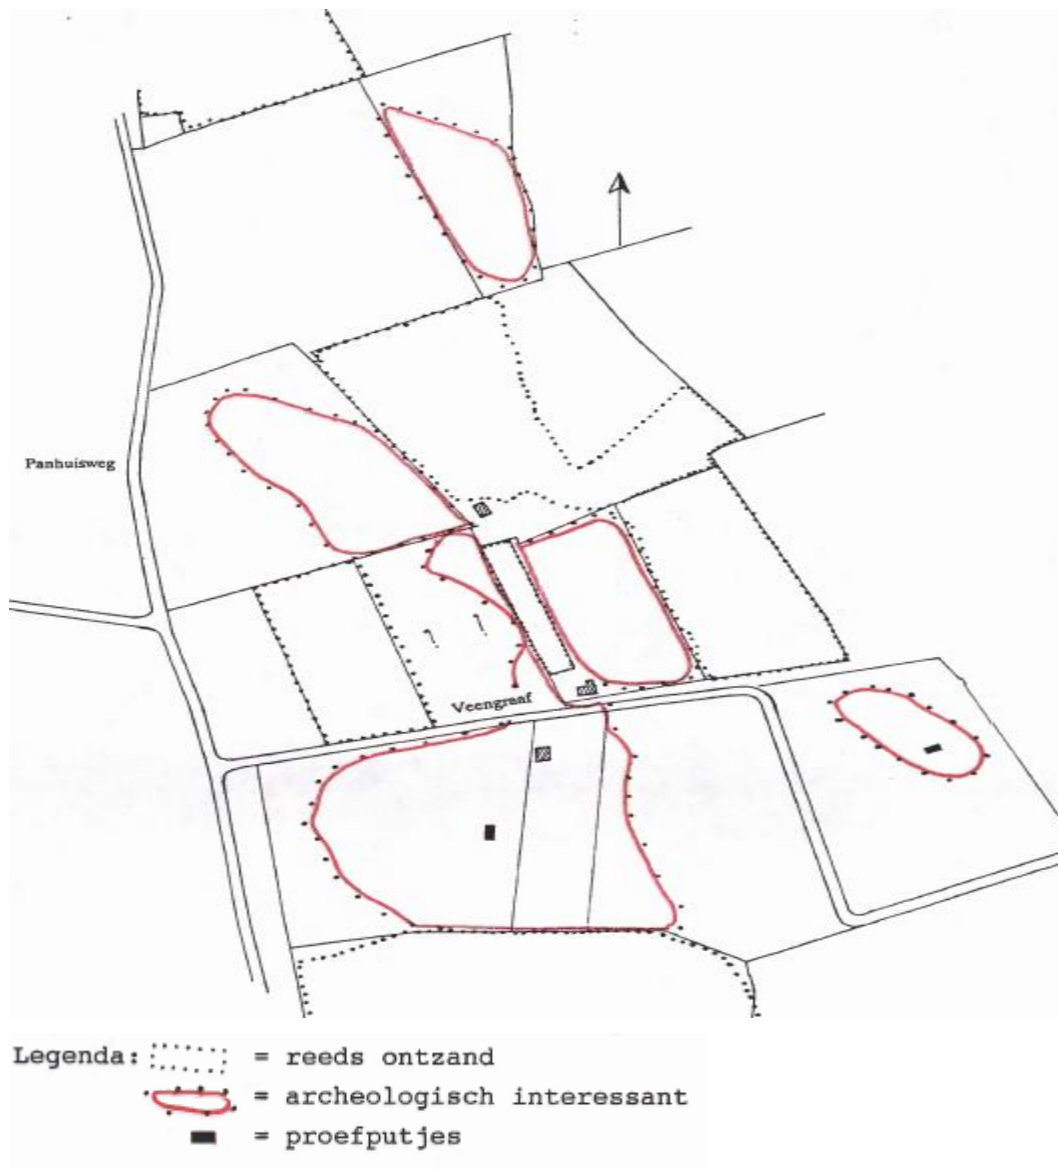 Panhuisweg
Veengraaf
Legenda:
= reeds ontzand
= archeologisch interessant
= proefputjes